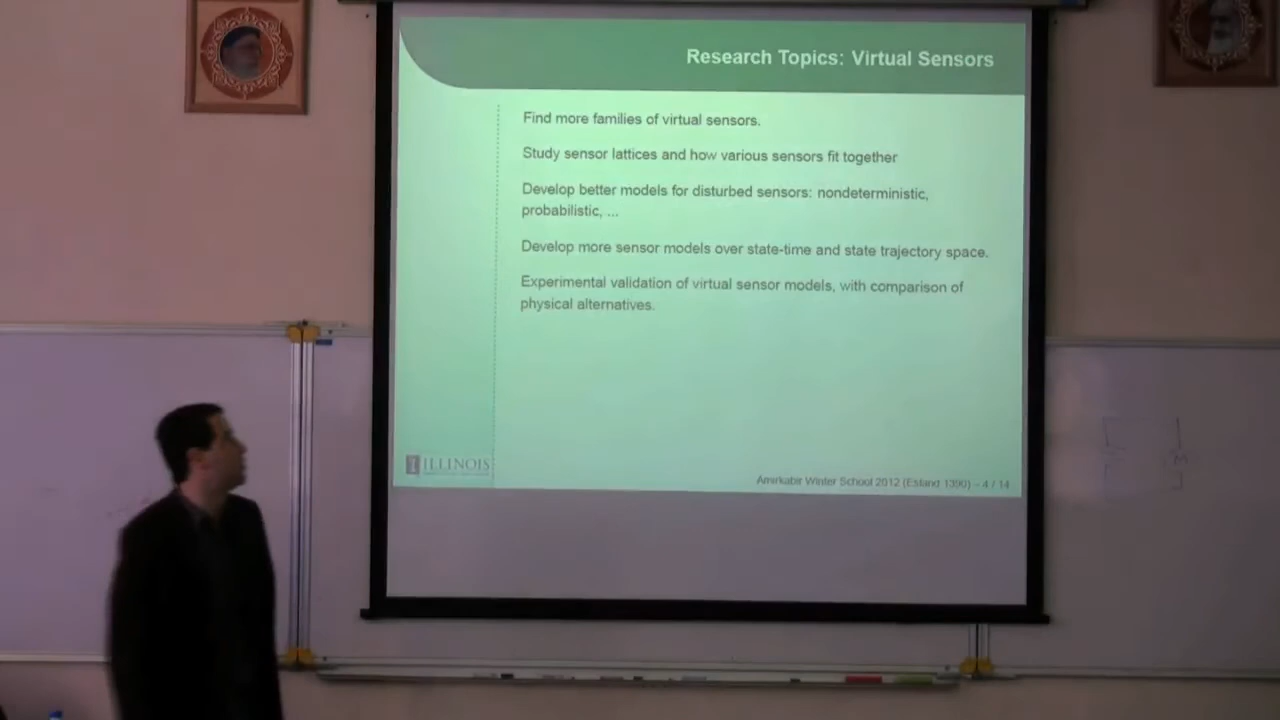 Research Topics: Virtual Sensors
Find more families of virtual sensors.
Study sensor lattices and how various sensors fit together
Develop better models for disturbed sensors: nondeterministic,
probabilistic, ...
Develop more sensor models over state-time and state trajectory space.
Experimental validation of virtual sensor models, with comparison of
physical alternatives.
I ILLINOIS
Amirkabir Winter School 2012 (Esfand 1390) – 4 / 14